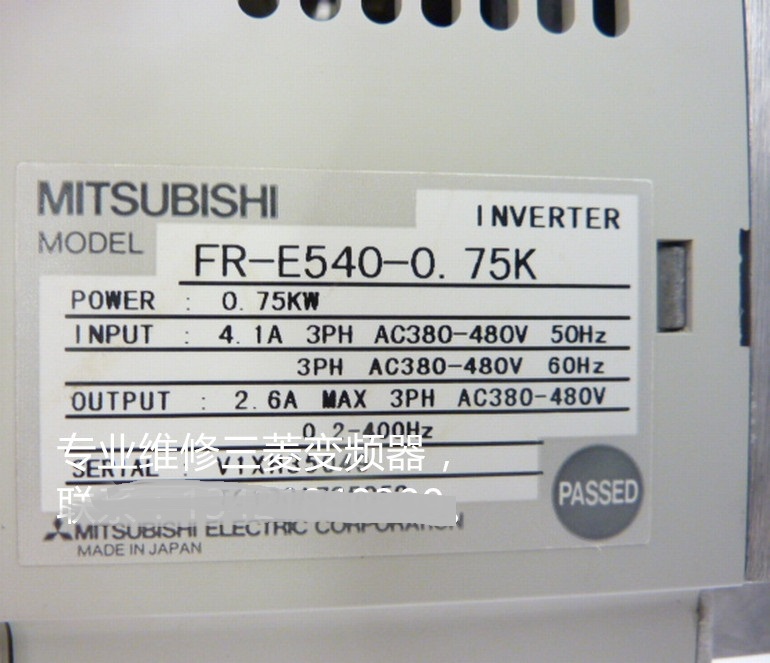 MITSUBISHI
INVERTER
MODEL FR-E540-0.75K
POWER : 0.75KW
INPUT : 4.1A 3PH AC380-480V 50Hz
3PH AC380-480V 60Hz
OUTPUT : 2.6A MAX 3PH AC380-480V
0.2-400Hz
专业维修三菱变频器，
SERIAL :
PASSED
MITSUBISHI ELECTRIC CORPORATION
MADE IN JAPAN